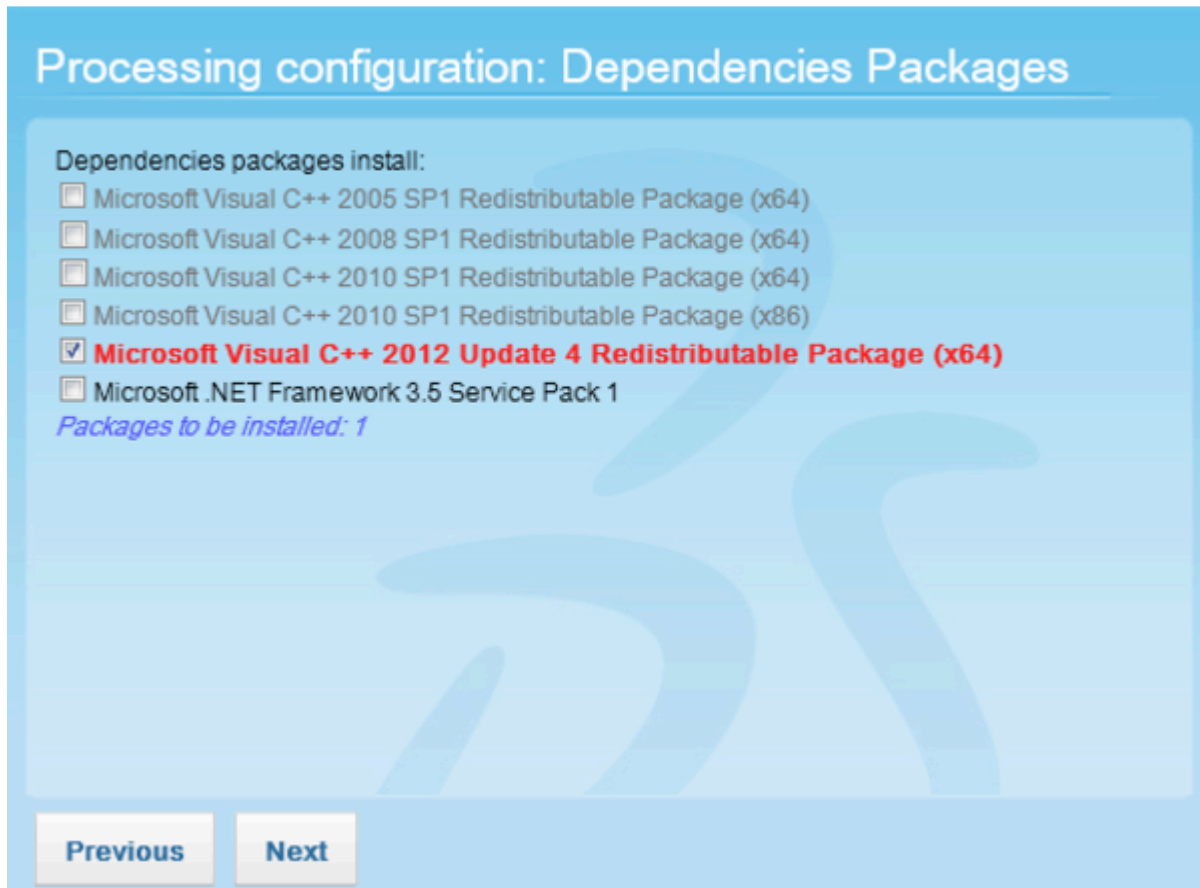 Processing configuration: Dependencies Packages
Dependencies packages install:
Microsoft Visual C++ 2005 SP1 Redistributable Package (x64)
Microsoft Visual C++ 2008 SP1 Redistributable Package (x64)
Microsoft Visual C++ 2010 SP1 Redistributable Package (x64)
Microsoft Visual C++ 2010 SP1 Redistributable Package (x86)
Microsoft Visual C++ 2012 Update 4 Redistributable Package (x64)
Microsoft .NET Framework 3.5 Service Pack 1
Packages to be installed: 1
Previous Next